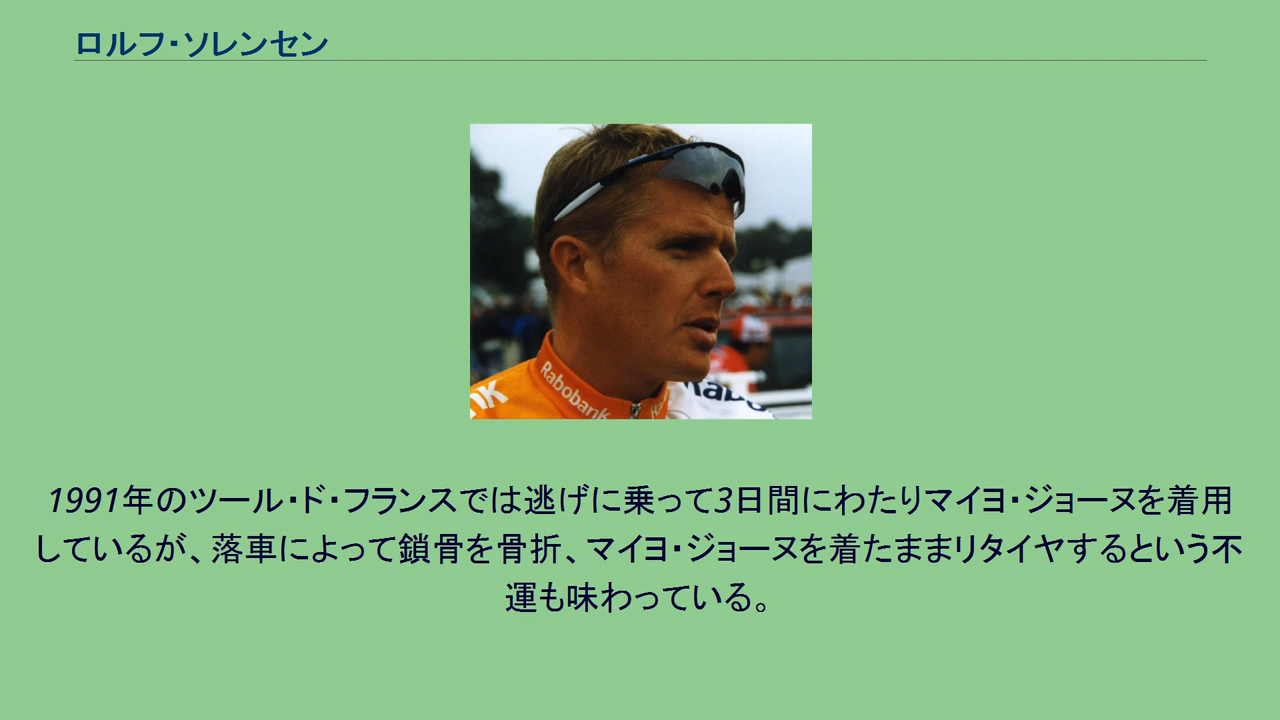 ロルフ・ソレンセン
Rabobank
1991年のツール・ド・フランスでは逃げに乗って3日間にわたりマイヨ・ジョーヌを着用
しているが、落車によって鎖骨を骨折、マイヨ・ジョーヌを着たままリタイヤするという不
運も味わっている。